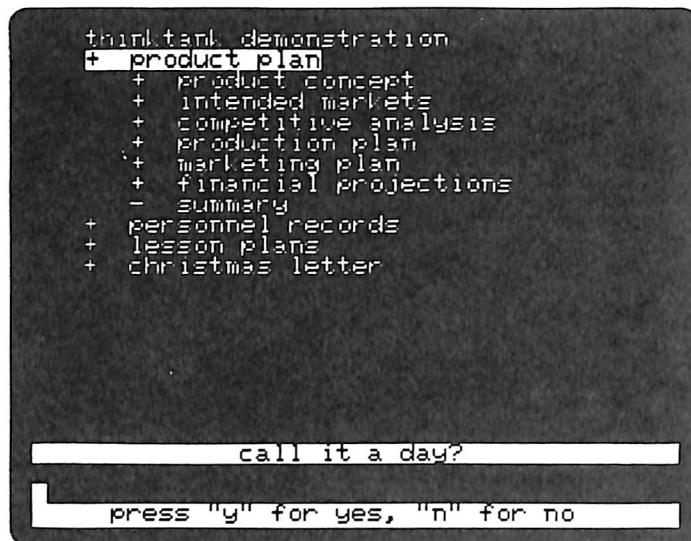 thinktank demonstration
+ product plan
+ product concept
+ intended markets
+ competitive analysis
+ production plan
+ marketing plan
+ financial projections
- summary
+ personnel records
+ lesson plans
+ christmas letter
call it a day?
press "y" for yes, "n" for no